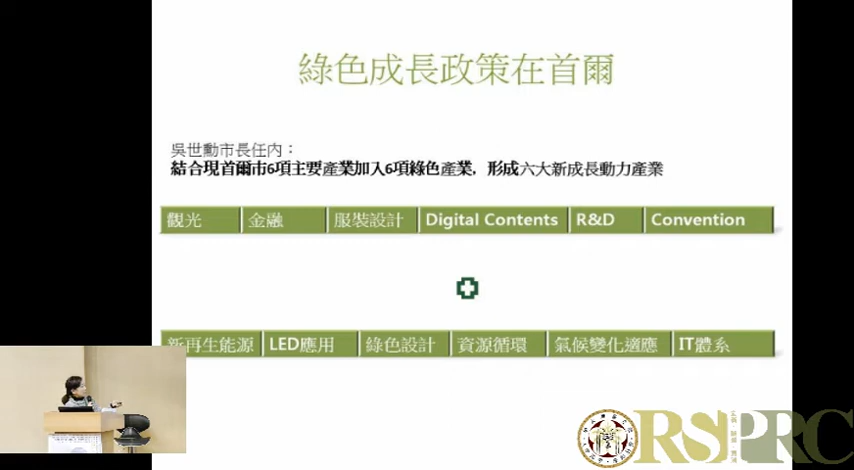 綠色成長政策在首爾
吳世勳市長任內：
結合現首爾市6項主要產業加入6項綠色產業，形成六大新成長動力產業
觀光 金融 服裝設計 Digital Contents R&D Convention
新再生能源 LED應用 綠色設計 資源循環 氣候變化適應 IT體系
RSPRC